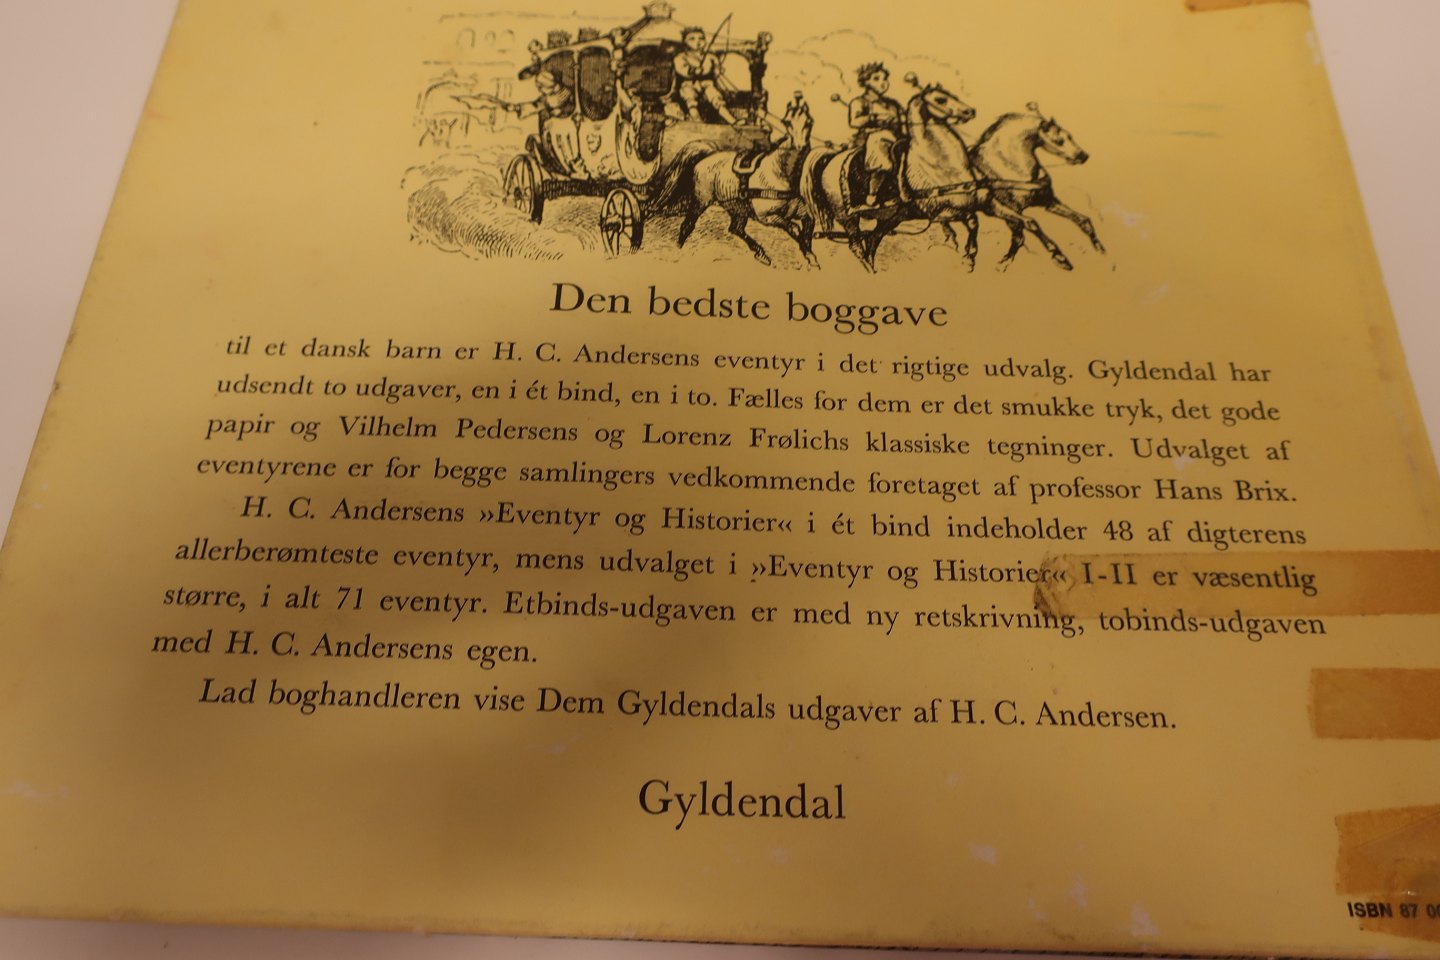 Den bedste boggave
til et dansk barn er H. C. Andersens eventyr i det rigtige udvalg. Gyldendal har
udsendt to udgaver, en i ét bind, en i to. Fælles for dem er det smukke tryk, det gode
papir og Vilhelm Pedersens og Lorenz Frølichs klassiske tegninger. Udvalget af
eventyrene er for begge samlingers vedkommende foretaget af professor Hans Brix.
H. C. Andersens »Eventyr og Historier« i ét bind indeholder 48 af digterens
allerberømteste eventyr, mens udvalget i »Eventyr og Historier« I-II er væsentlig
større, i alt 71 eventyr. Etbinds-udgaven er med ny retskrivning, tobinds-udgaven
med H. C. Andersens egen.
Lad boghandleren vise Dem Gyldendals udgaver af H. C. Andersen.
Gyldendal
ISBN 87